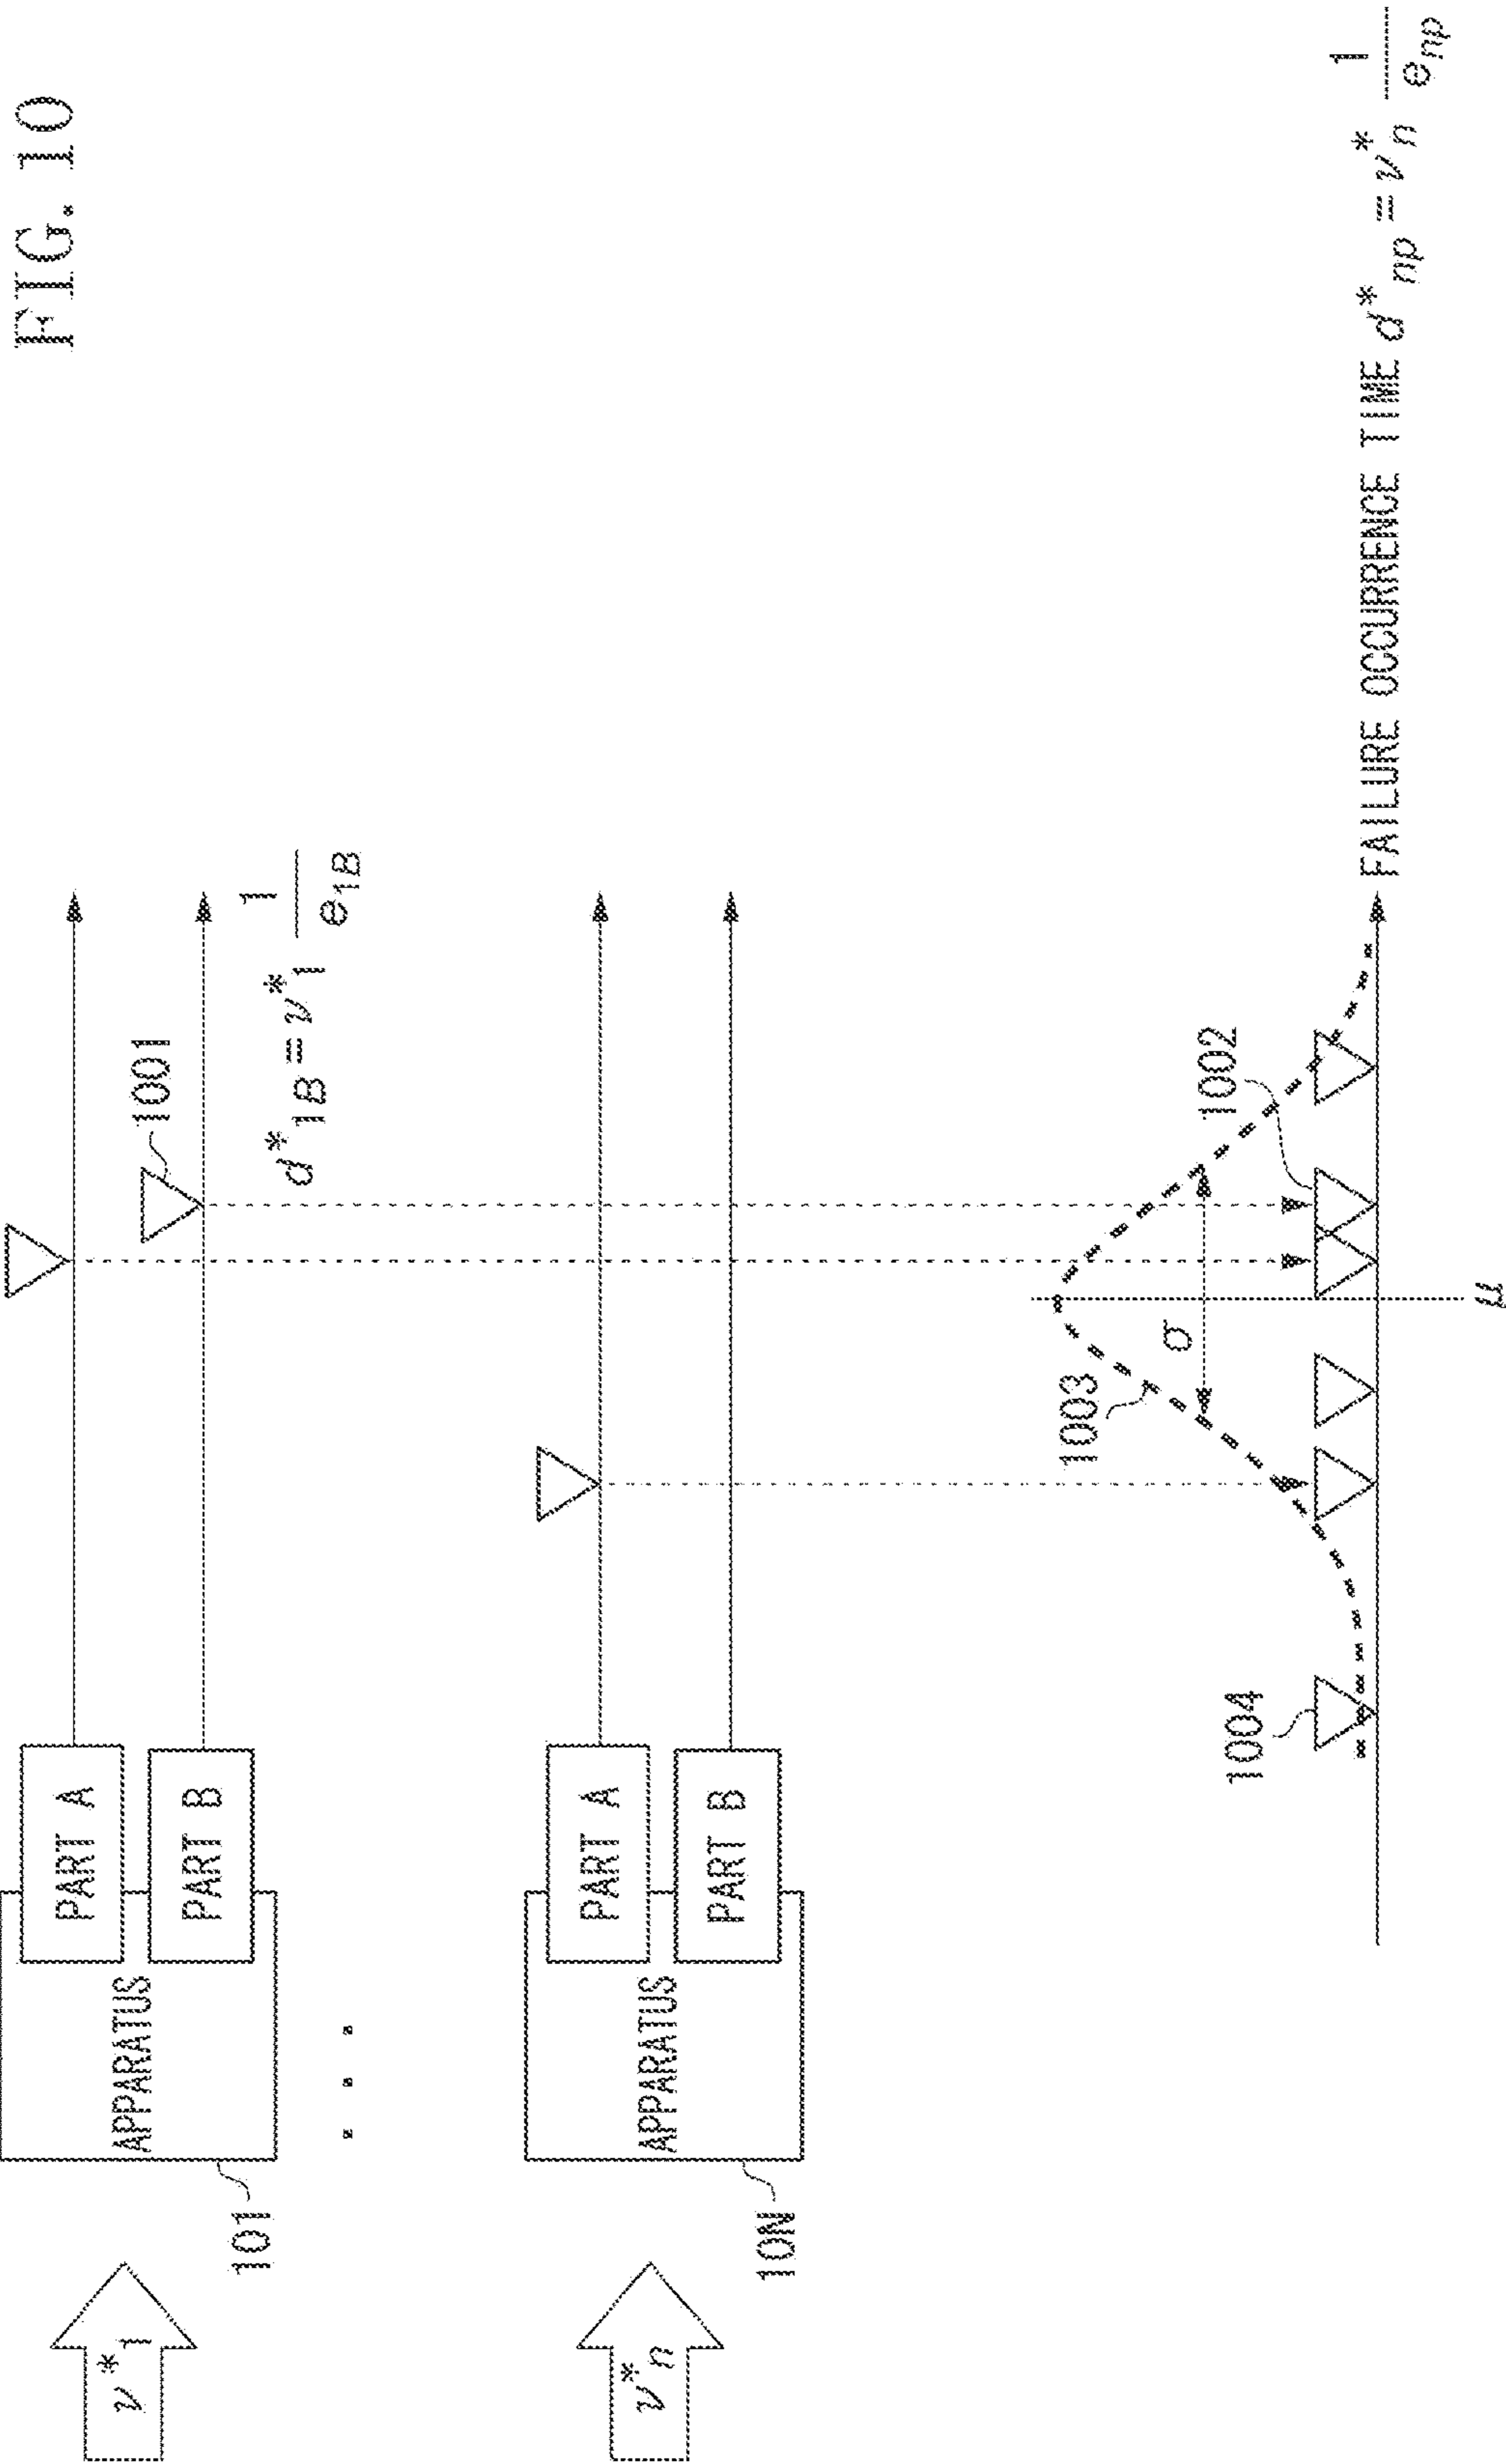 FIG. 10
ν*1
101
APPARATUS
PART A
PART B
1001
d*1B = ν*1 1/e1B
ν*n
10N
APPARATUS
PART A
PART B
1004
1003
σ
1002
μ
FAILURE OCCURRENCE TIME d*np = ν*n 1/enp